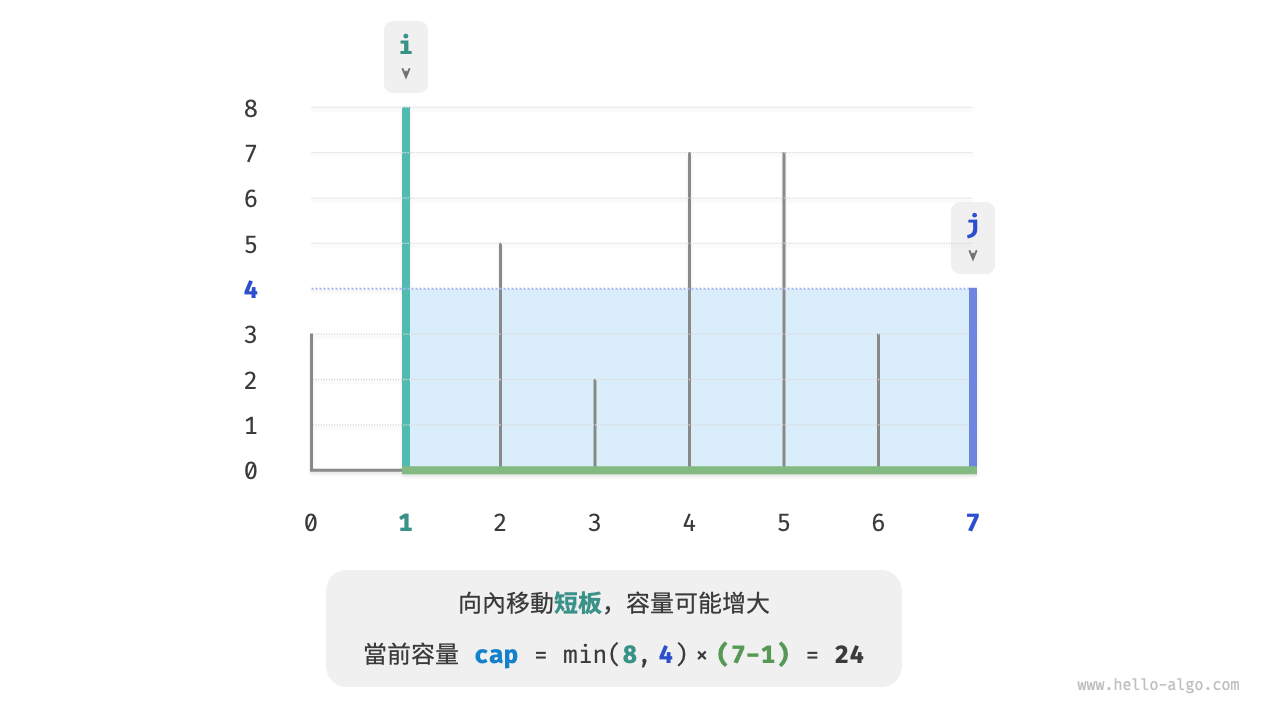 i
8
7
6
5
j
4
3
2
1
0
0 1 2 3 4 5 6 7
向內移動短板，容量可能增大
當前容量 cap = min(8, 4) × (7-1) = 24
www.hello-algo.com